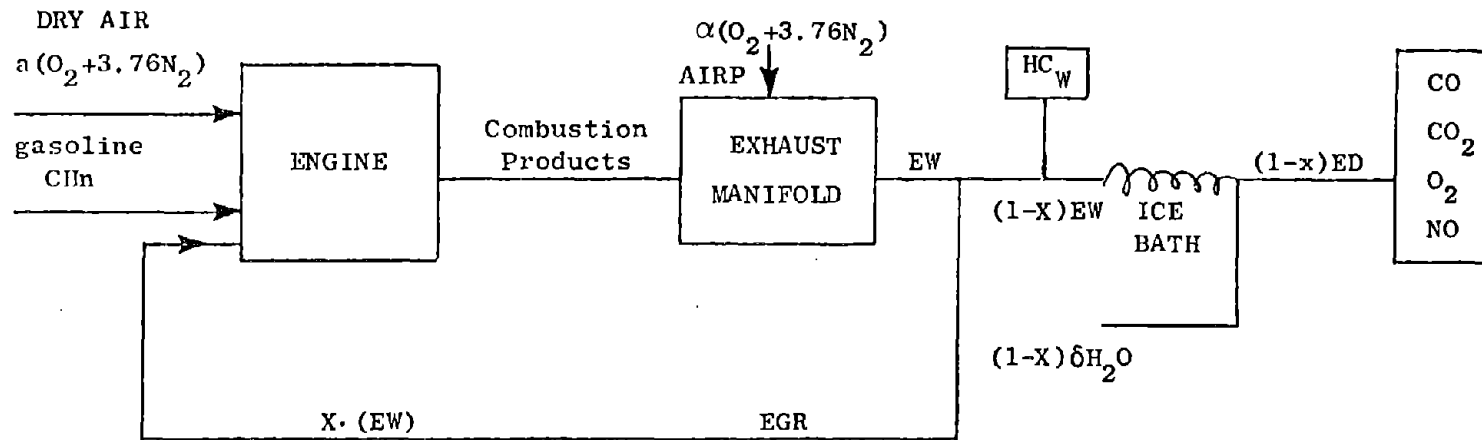 DRY AIR
a(O₂+3.76N₂)
gasoline
CHn
ENGINE
Combustion
Products
α(O₂+3.76N₂)
AIRP
EXHAUST
MANIFOLD
EW
HC_W
(1-X)EW
ICE
BATH
(1-X)δH₂O
(1-x)ED
CO
CO₂
O₂
NO
X·(EW)
EGR